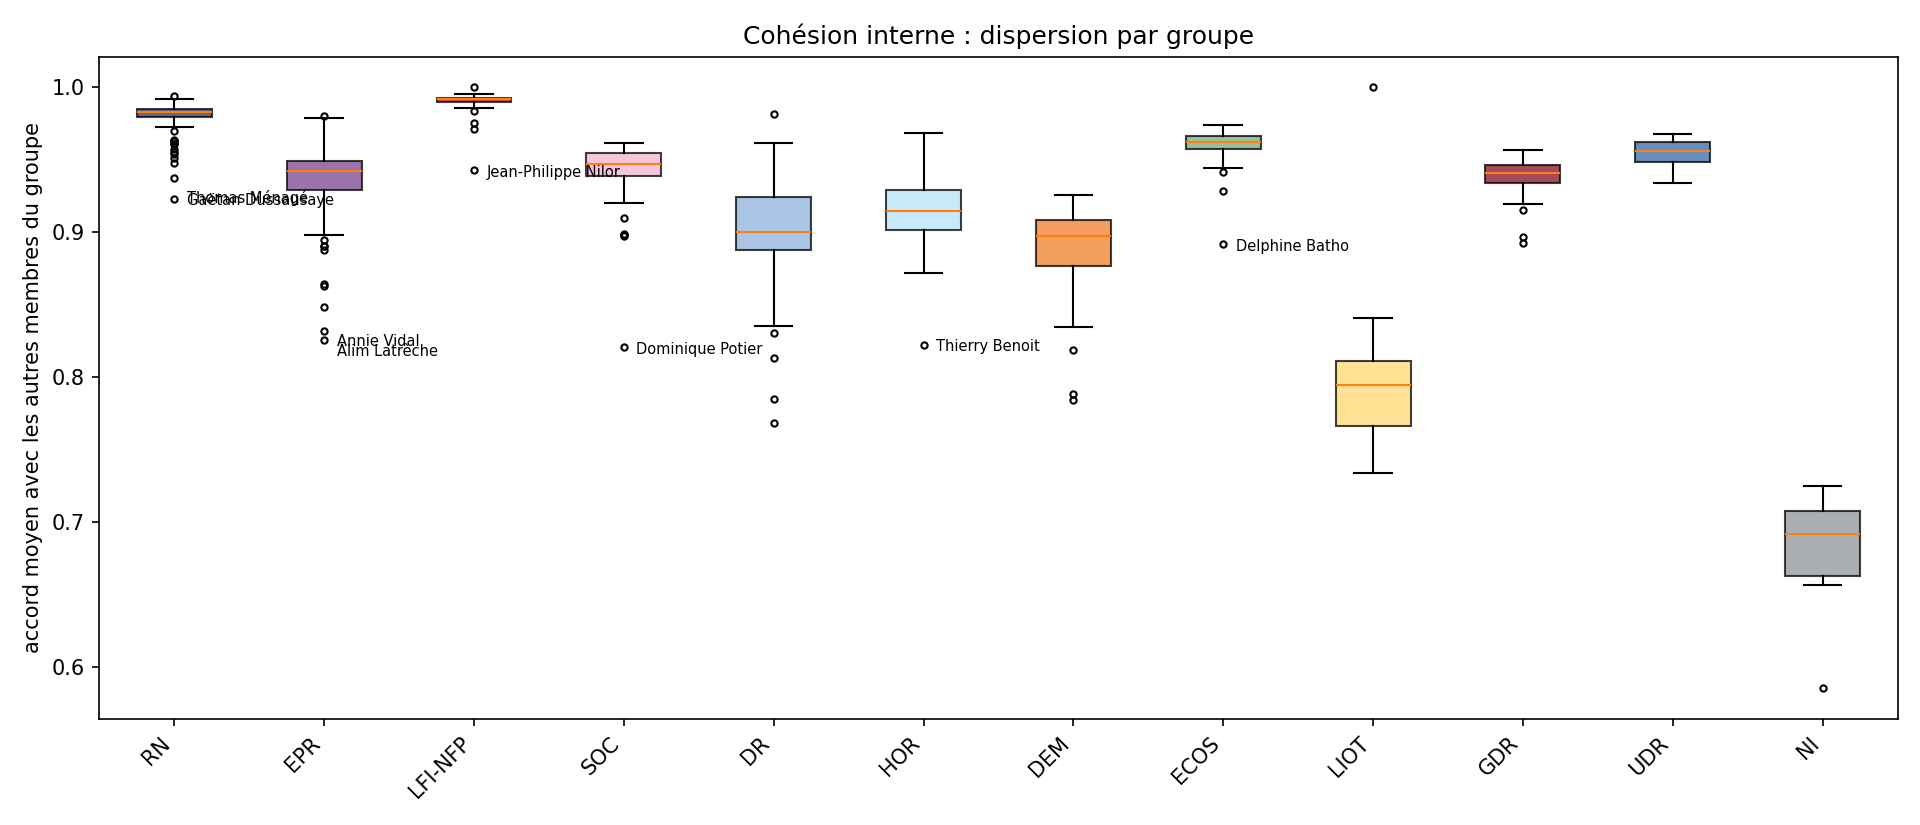 Cohésion interne : dispersion par groupe
accord moyen avec les autres membres du groupe
1.0
0.9
0.8
0.7
0.6
Thomas Ménagé
Gaëtan Dussausaye
Annie Vidal
Alim Latrèche
Jean-Philippe Nilor
Dominique Potier
Thierry Benoit
Delphine Batho
RN
EPR
LFI-NFP
SOC
DR
HOR
DEM
ECOS
LIOT
GDR
UDR
NI